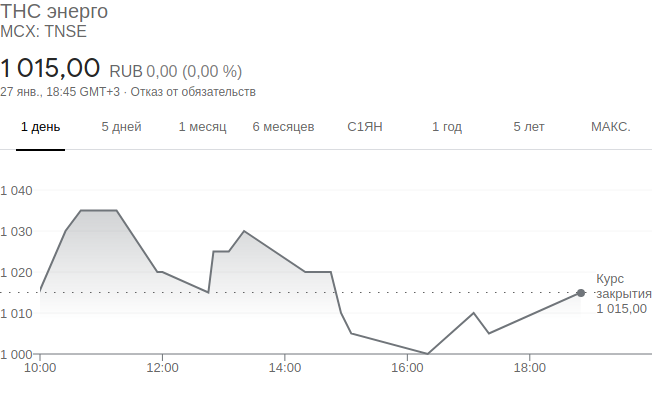 ТНС энерго
MCX: TNSE
1 015,00 RUB 0,00 (0,00 %)
27 янв., 18:45 GMT+3 · Отказ от обязательств
1 день 5 дней 1 месяц 6 месяцев С1ЯН 1 год 5 лет МАКС.
1 040
1 030
1 020
1 010
1 000
Курс
закрытия
1 015,00
10:00 12:00 14:00 16:00 18:00